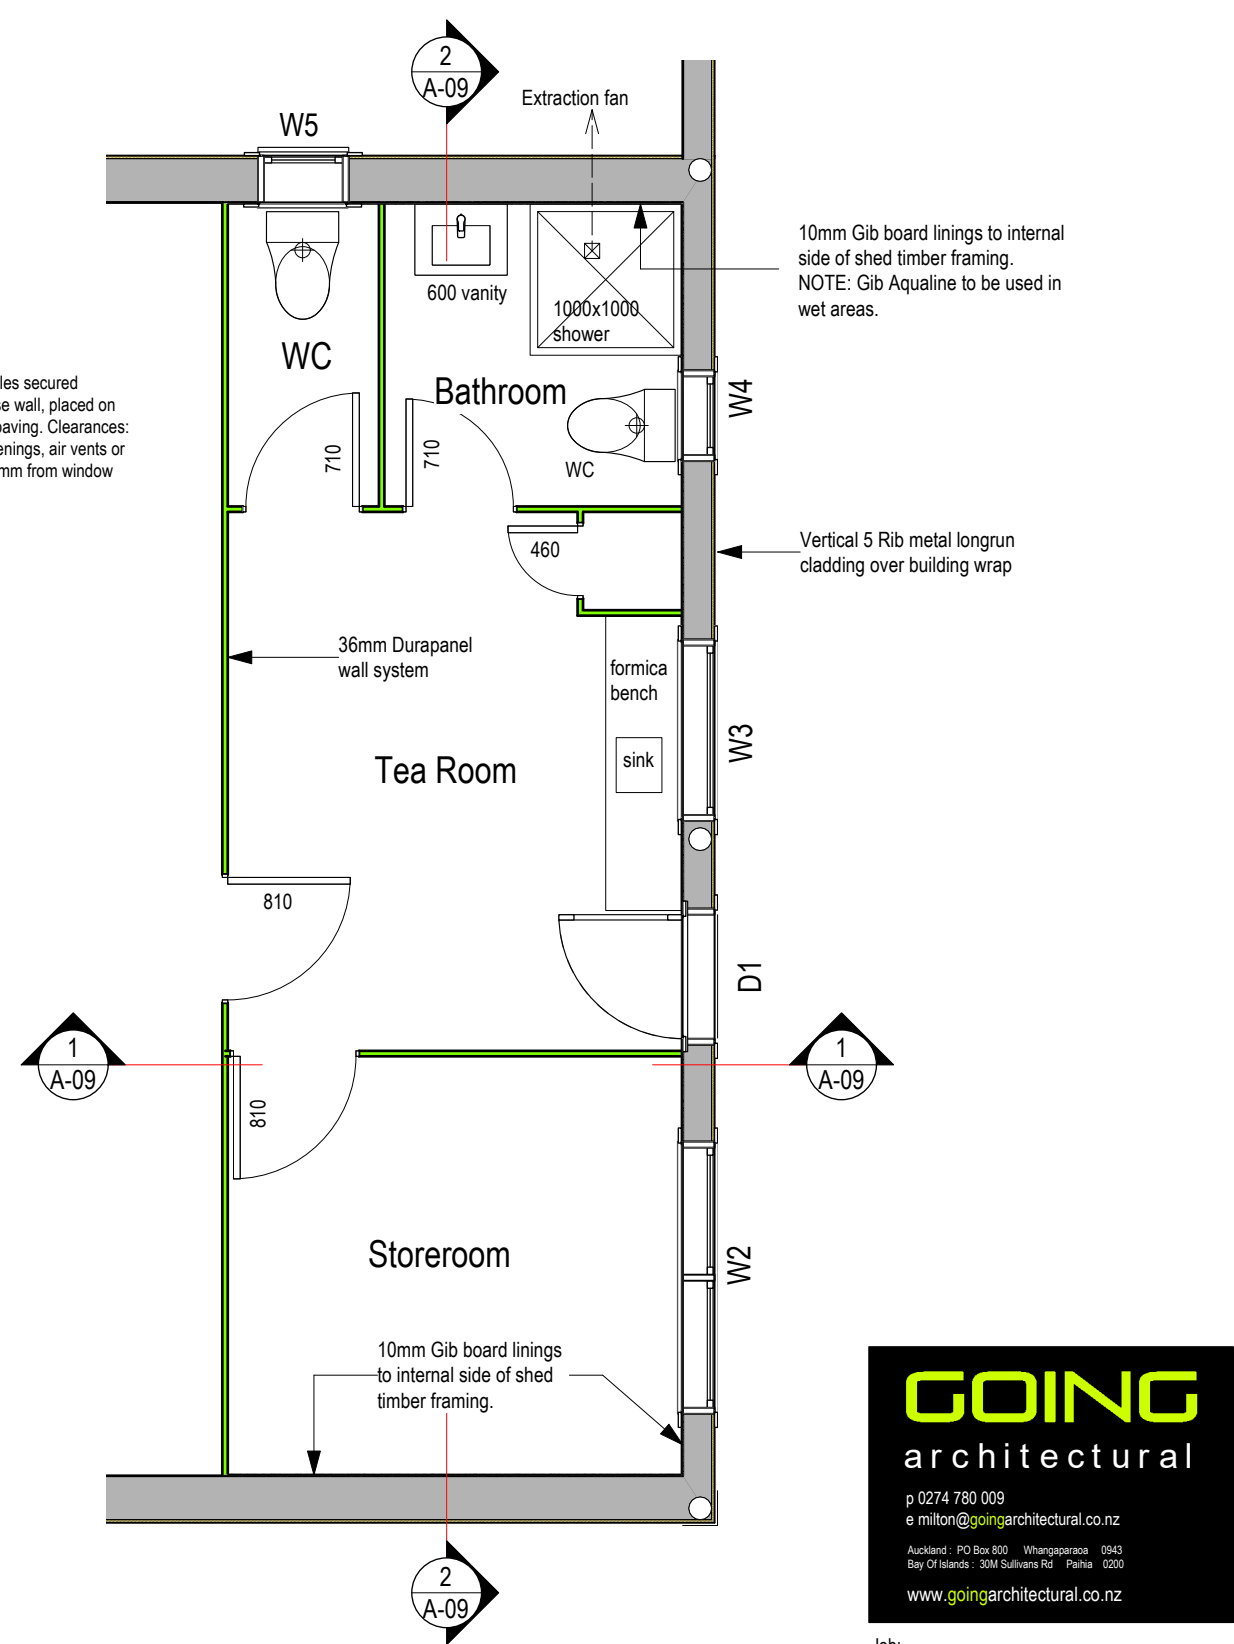 2
A-09
Extraction fan
W5
10mm Gib board linings to internal
side of shed timber framing.
NOTE: Gib Aqualine to be used in
wet areas.
600 vanity
1000x1000
shower
WC
Bathroom
W4
secured
wall, placed on
Clearances:
air vents or
from window
710
710
WC
460
Vertical 5 Rib metal longrun
cladding over building wrap
36mm Durapanel
wall system
formica
bench
W3
Tea Room
sink
810
D1
1
A-09
1
A-09
810
Storeroom
W2
10mm Gib board linings
to internal side of shed
timber framing.
2
A-09
GOING
architectural
p 0274 780 009
e milton@goingarchitectural.co.nz
Auckland : PO Box 800 Whangaparaoa 0943
Bay Of Islands : 30M Sullivans Rd Paihia 0200
www.goingarchitectural.co.nz